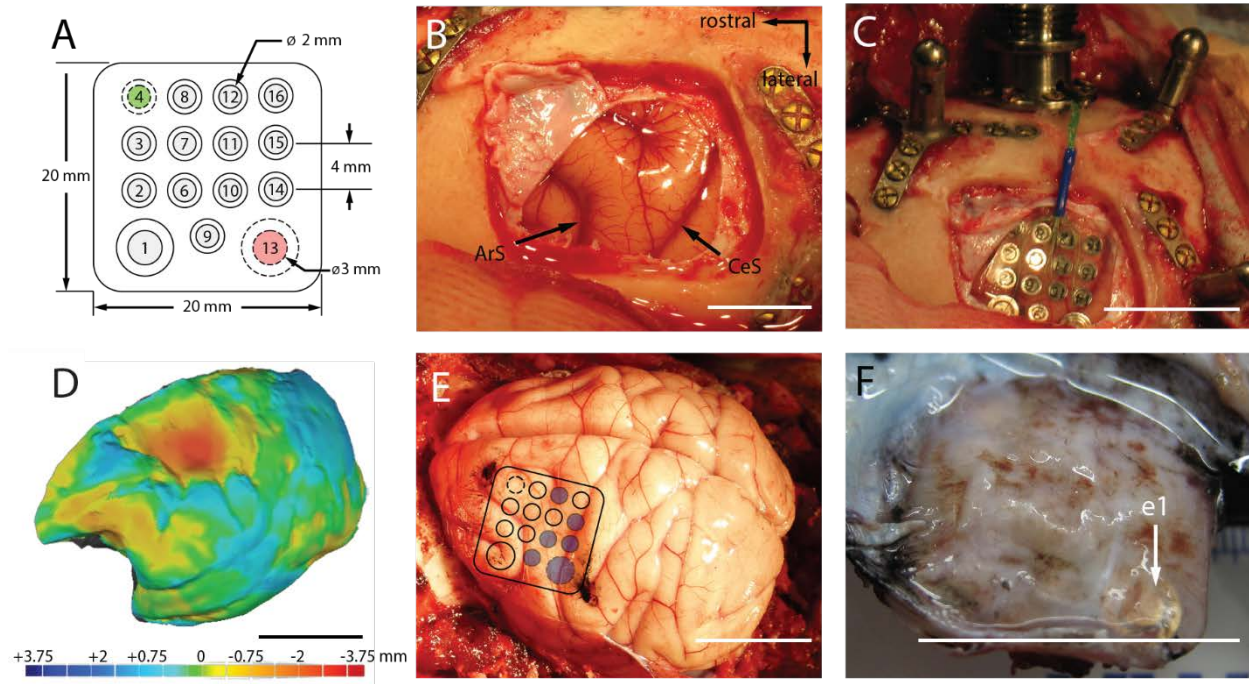 A
ø 2 mm
4 8 12 16
3 7 11 15
20 mm
4 mm
2 6 10 14
1 9 13
ø3 mm
20 mm
B
rostral
lateral
ArS
CeS
C
D
+3.75 +2 +0.75 0 -0.75 -2 -3.75 mm
E
F
e1